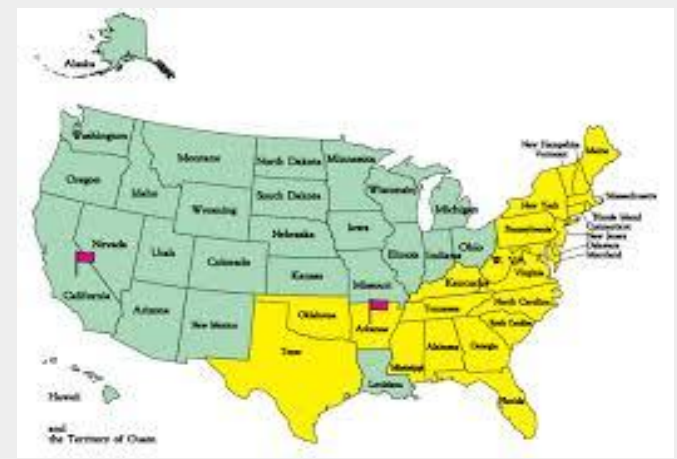 Alaska
Washington
Montana
North Dakota
Minnesota
New Hampshire
Vermont
Maine
Oregon
Idaho
Wyoming
South Dakota
Wisconsin
Michigan
New York
Massachusetts
Rhode Island
Connecticut
New Jersey
Delaware
Maryland
Pennsylvania
Nevada
Utah
Colorado
Nebraska
Iowa
Illinois
Indiana
Ohio
W. VA
Virginia
California
Kansas
Missouri
Kentucky
Arizona
New Mexico
Oklahoma
Arkansas
Tennessee
North Carolina
South Carolina
Texas
Louisiana
Mississippi
Alabama
Georgia
Florida
Hawaii
and
the Territory of Guam